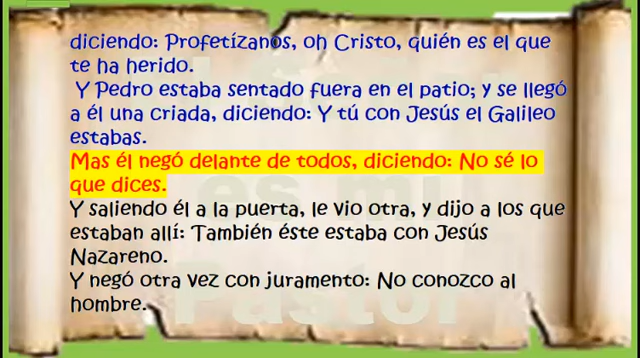 diciendo: Profetízanos, oh Cristo, quién es el que
te ha herido.
Y Pedro estaba sentado fuera en el patio; y se llegó
a él una criada, diciendo: Y tú con Jesús el Galileo
estabas.
Mas él negó delante de todos, diciendo: No sé lo
que dices.
Y saliendo él a la puerta, le vio otra, y dijo a los que
estaban allí: También éste estaba con Jesús
Nazareno.
Y negó otra vez con juramento: No conozco al
hombre.
es mi
Pastor